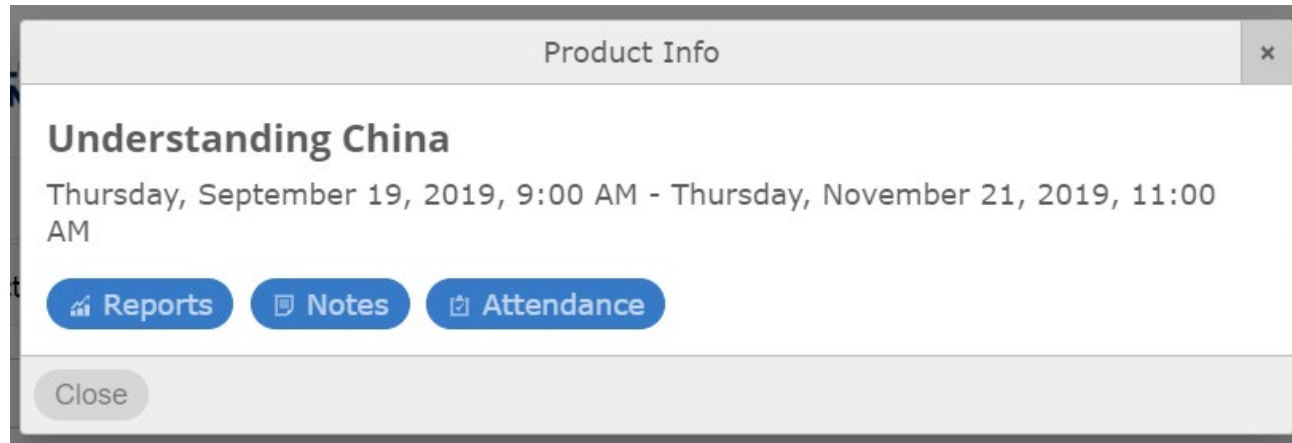 Product Info
×
Understanding China
Thursday, September 19, 2019, 9:00 AM - Thursday, November 21, 2019, 11:00
AM
Reports Notes Attendance
Close